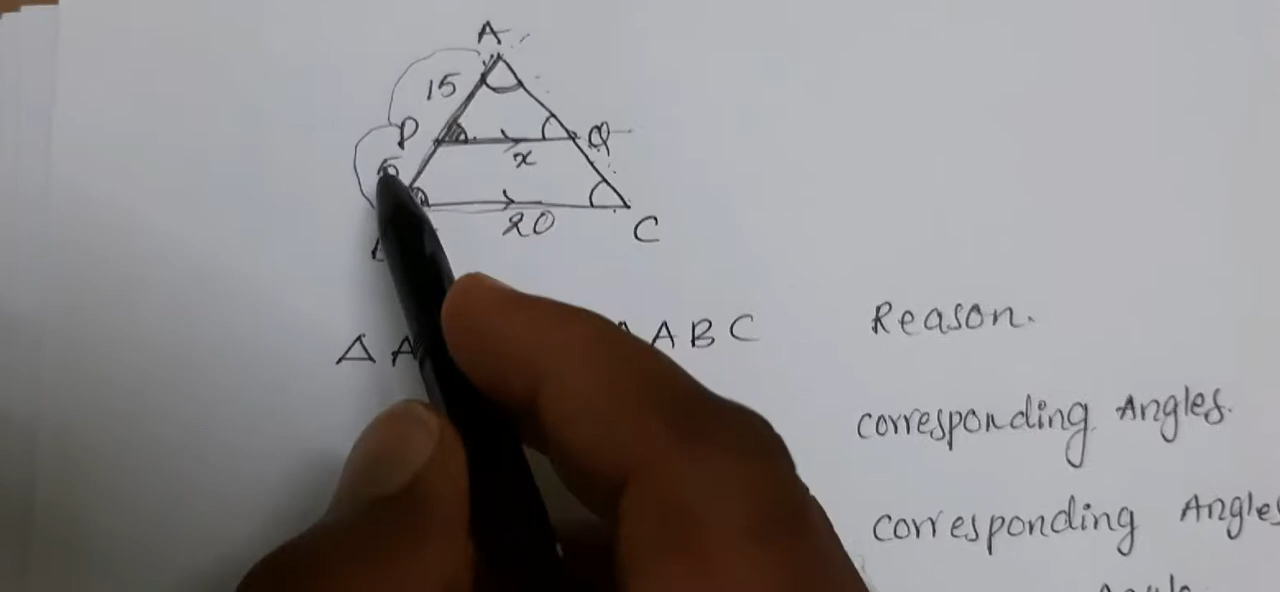 A
15
P Q
x
20
C
Δ A ABC
Reason.
corresponding Angles.
corresponding Angles